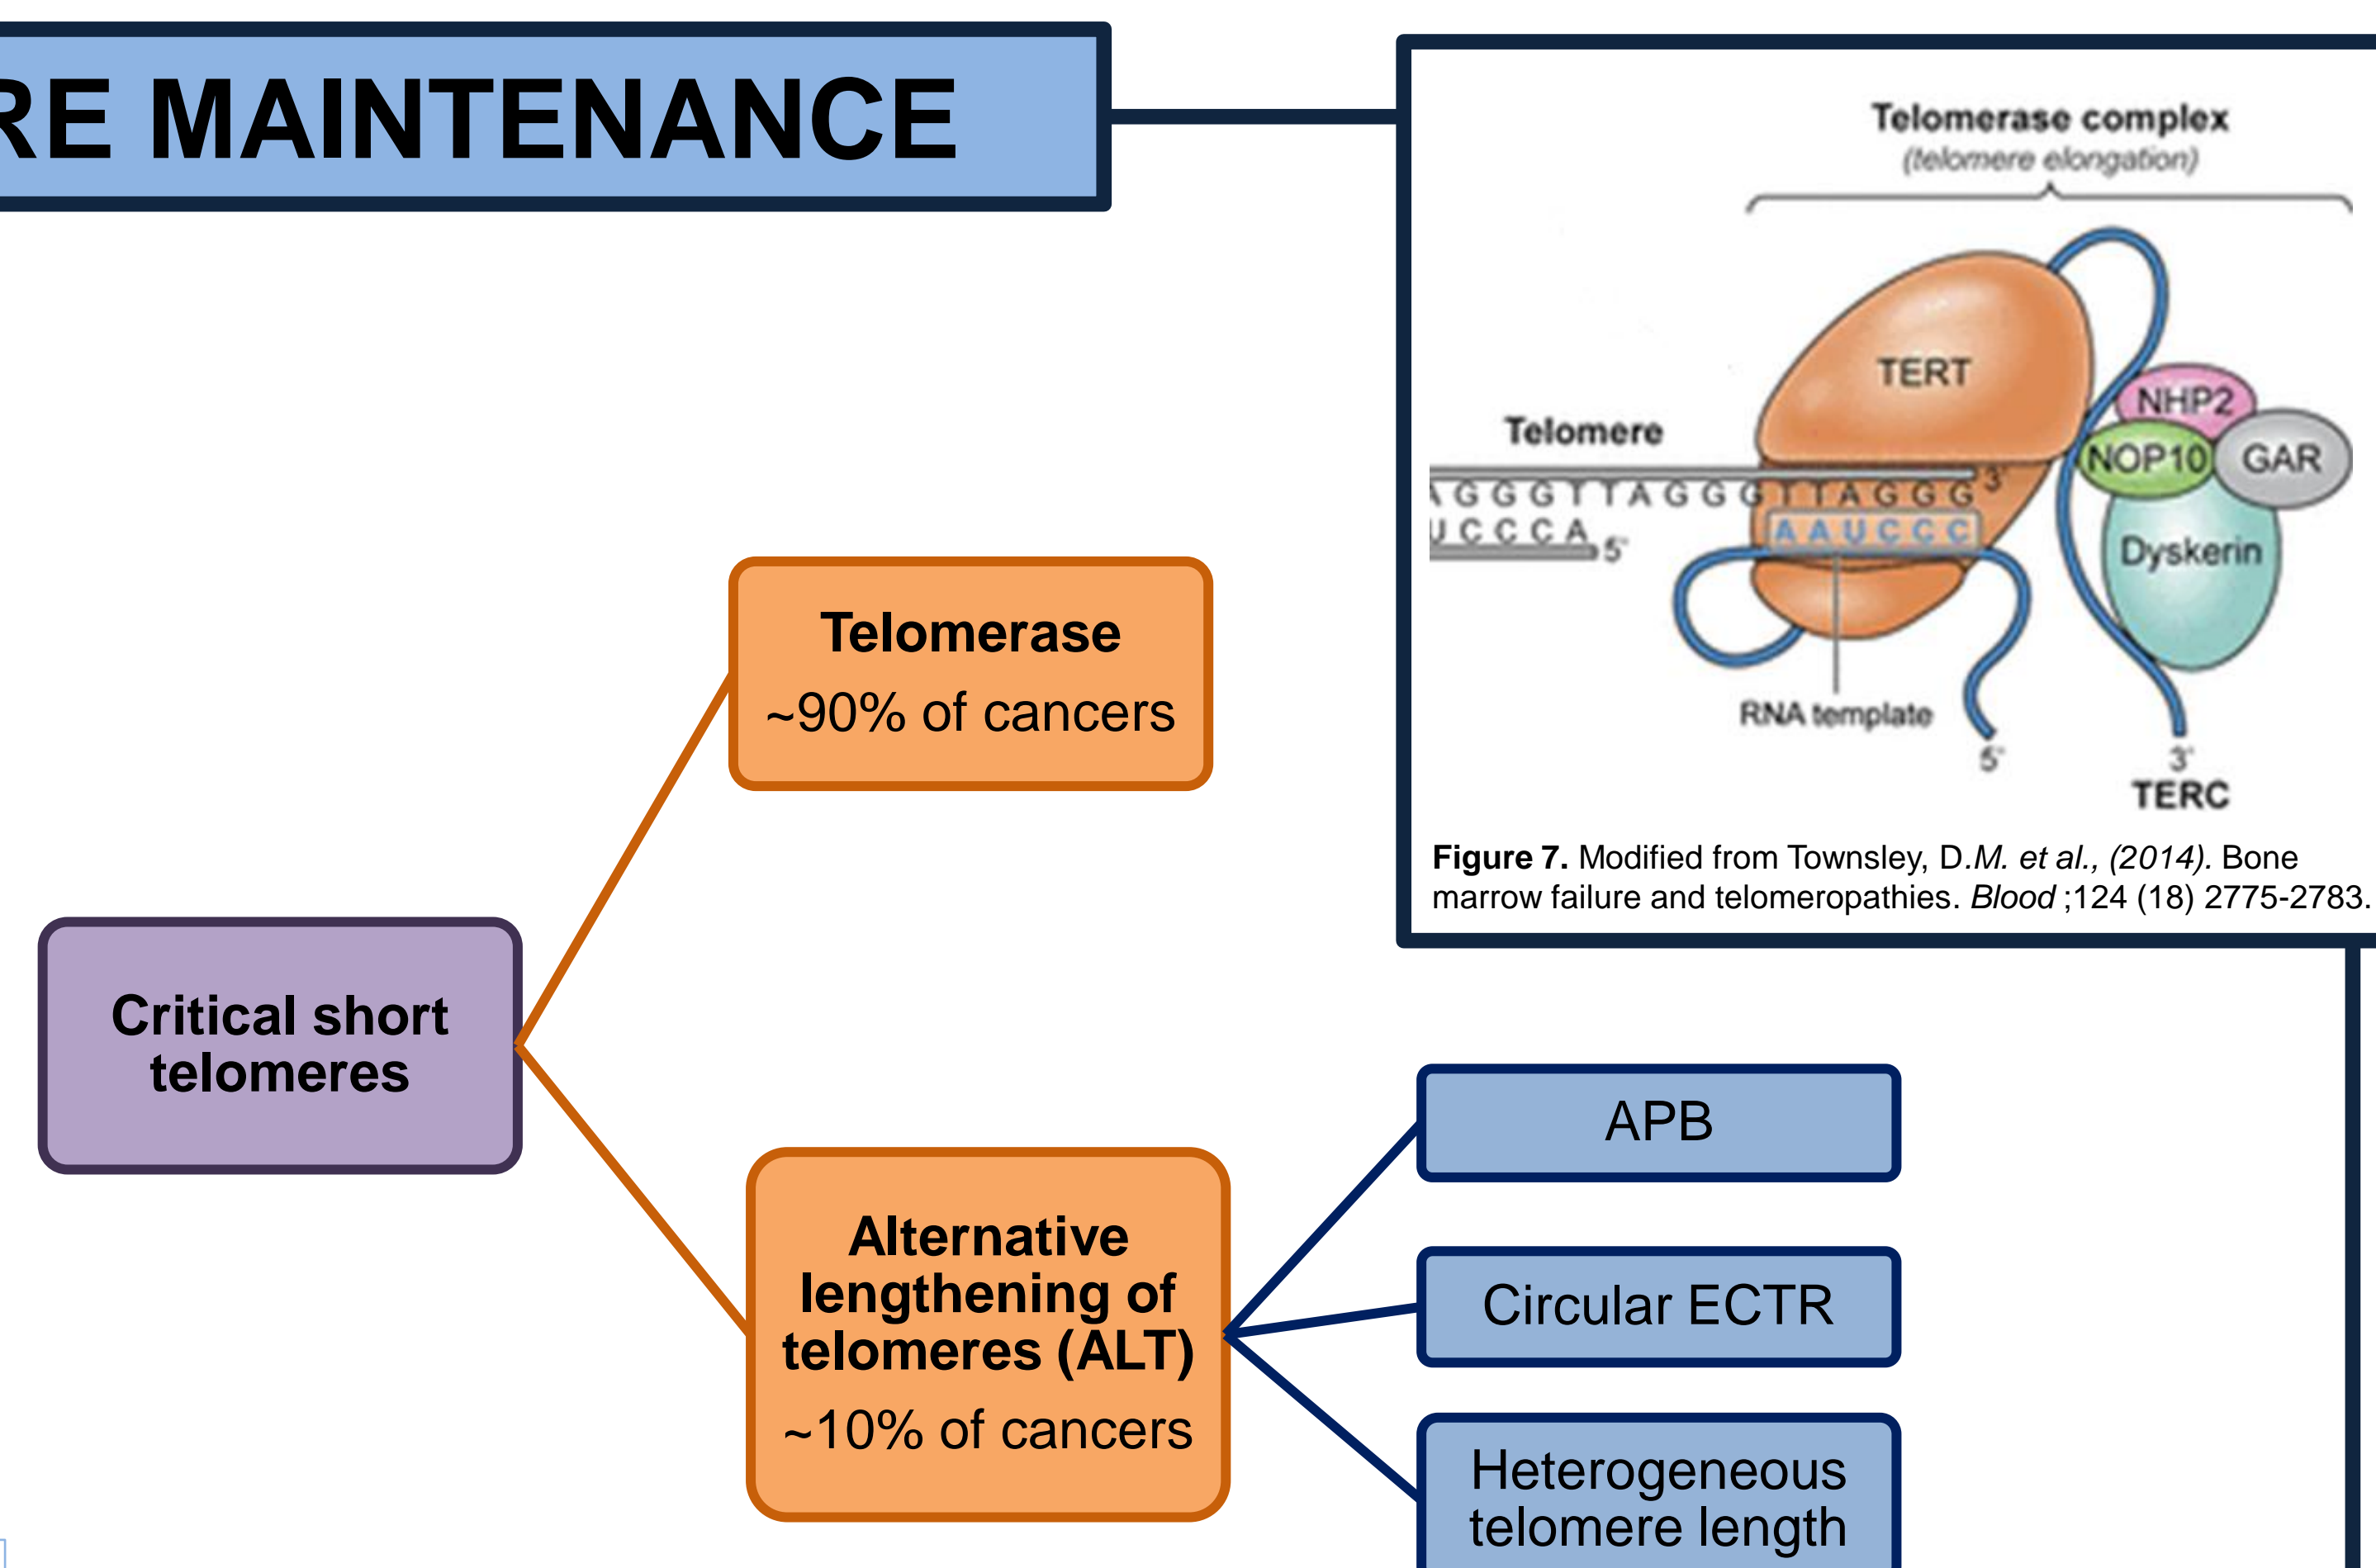 RE MAINTENANCE
Telomerase complex
(telomere elongation)
TERT
NHP2
NOP10
GAR
Dyskerin
Telomere
AGGGTTAGGGTTAGGG 3'
UCCCA 5'
AAUCCC
RNA template
5'
3'
TERC
Figure 7. Modified from Townsley, D.M. et al., (2014). Bone
marrow failure and telomeropathies. Blood ;124 (18) 2775-2783.
Telomerase
~90% of cancers
Critical short
telomeres
Alternative
lengthening of
telomeres (ALT)
~10% of cancers
APB
Circular ECTR
Heterogeneous
telomere length